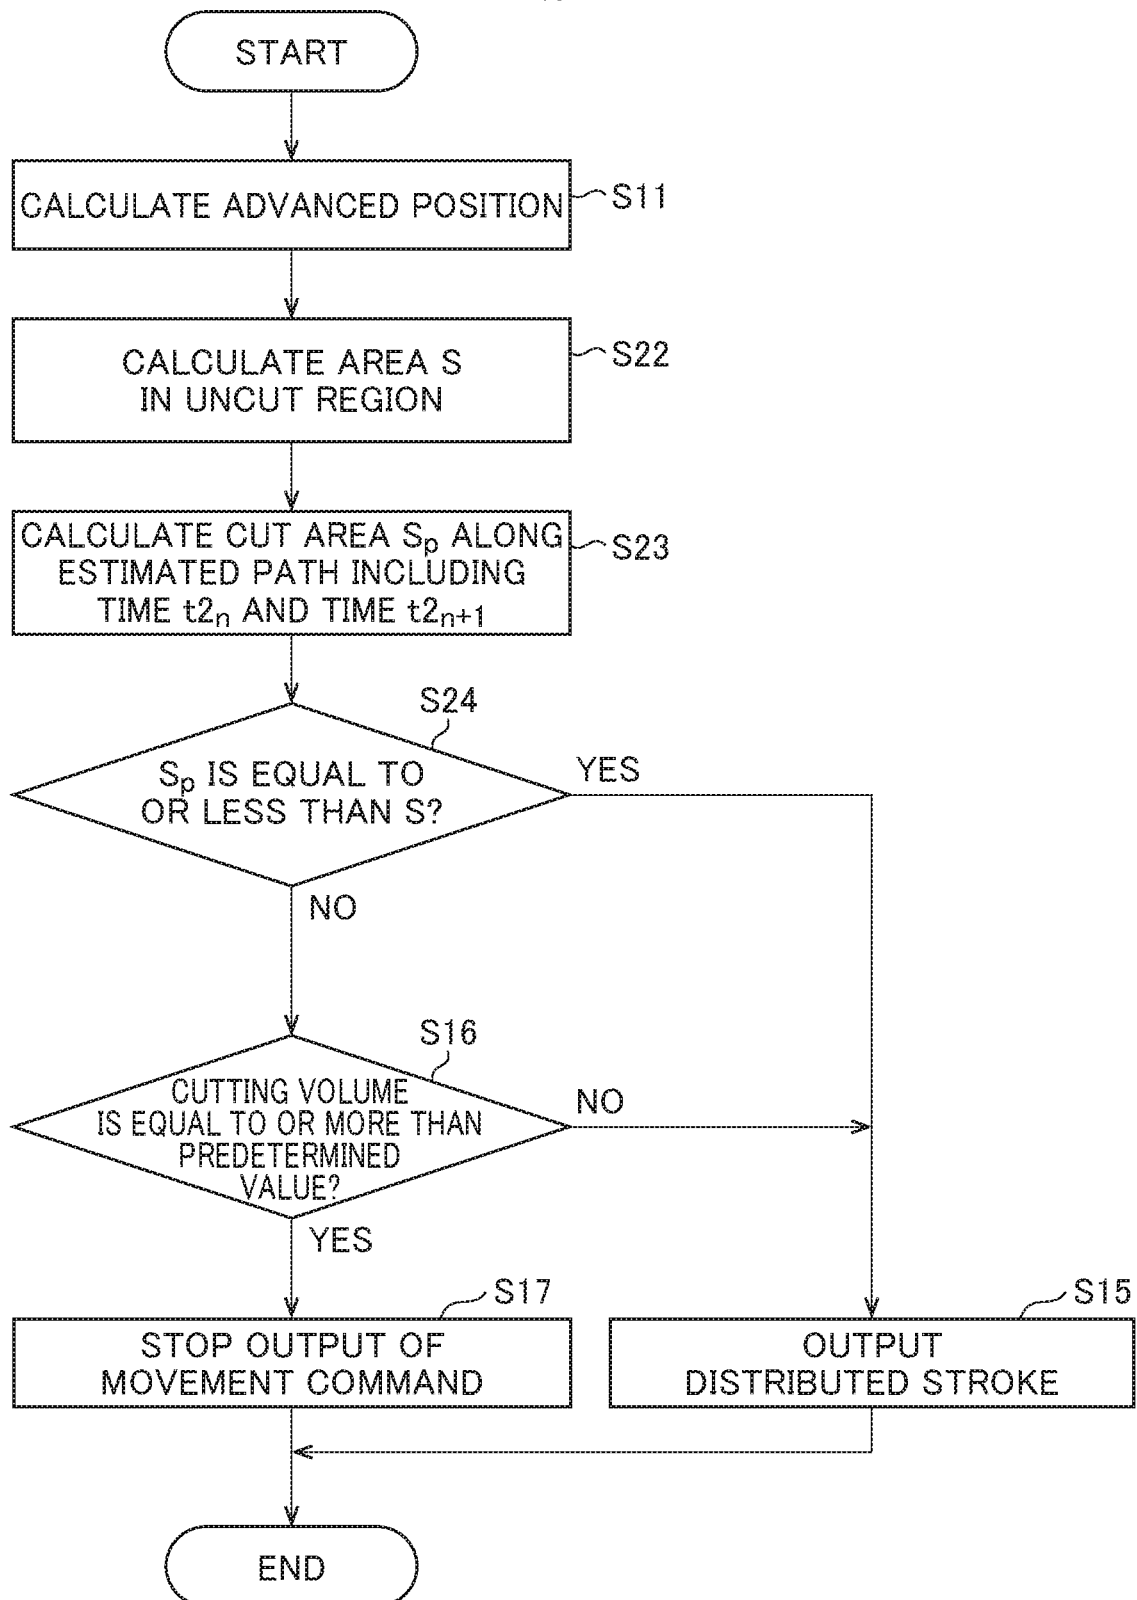 START
CALCULATE ADVANCED POSITION
S11
CALCULATE AREA S
IN UNCUT REGION
S22
CALCULATE CUT AREA Sp ALONG
ESTIMATED PATH INCLUDING
TIME t2n AND TIME t2n+1
S23
S24
Sp IS EQUAL TO
OR LESS THAN S?
YES
NO
S16
CUTTING VOLUME
IS EQUAL TO OR MORE THAN
PREDETERMINED
VALUE?
NO
YES
S17
STOP OUTPUT OF
MOVEMENT COMMAND
S15
OUTPUT
DISTRIBUTED STROKE
END